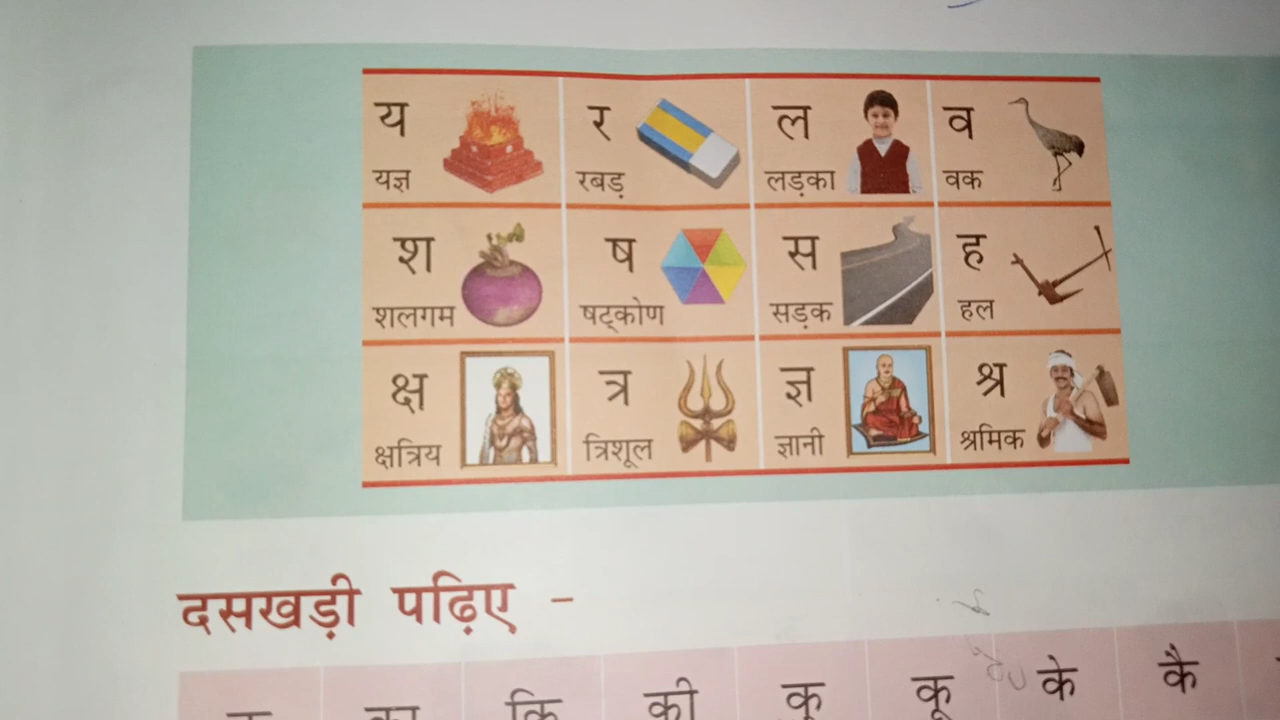 य र ल व
यज्ञ रबड़ लड़का वक
श ष स ह
शलगम षट्कोण सड़क हल
क्ष त्र ज्ञ श्र
क्षत्रिय त्रिशूल ज्ञानी श्रमिक
दसखड़ी पढ़िए -
कि की कु कू के कै